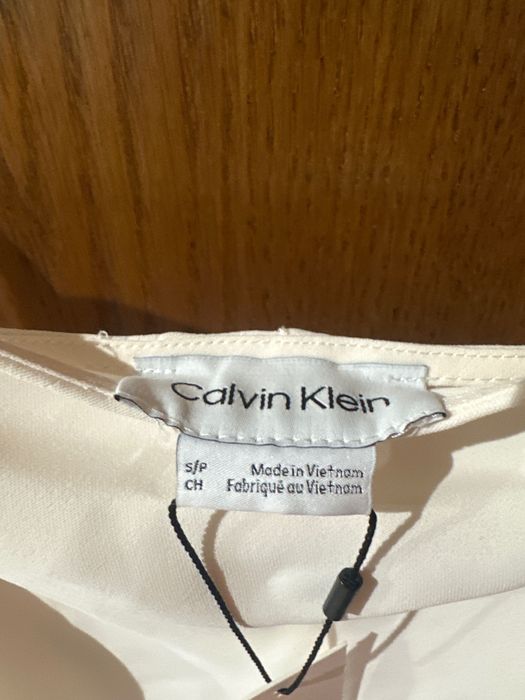 Calvin Klein
S/P Made in Vietnam
CH Fabriqué au Vietnam